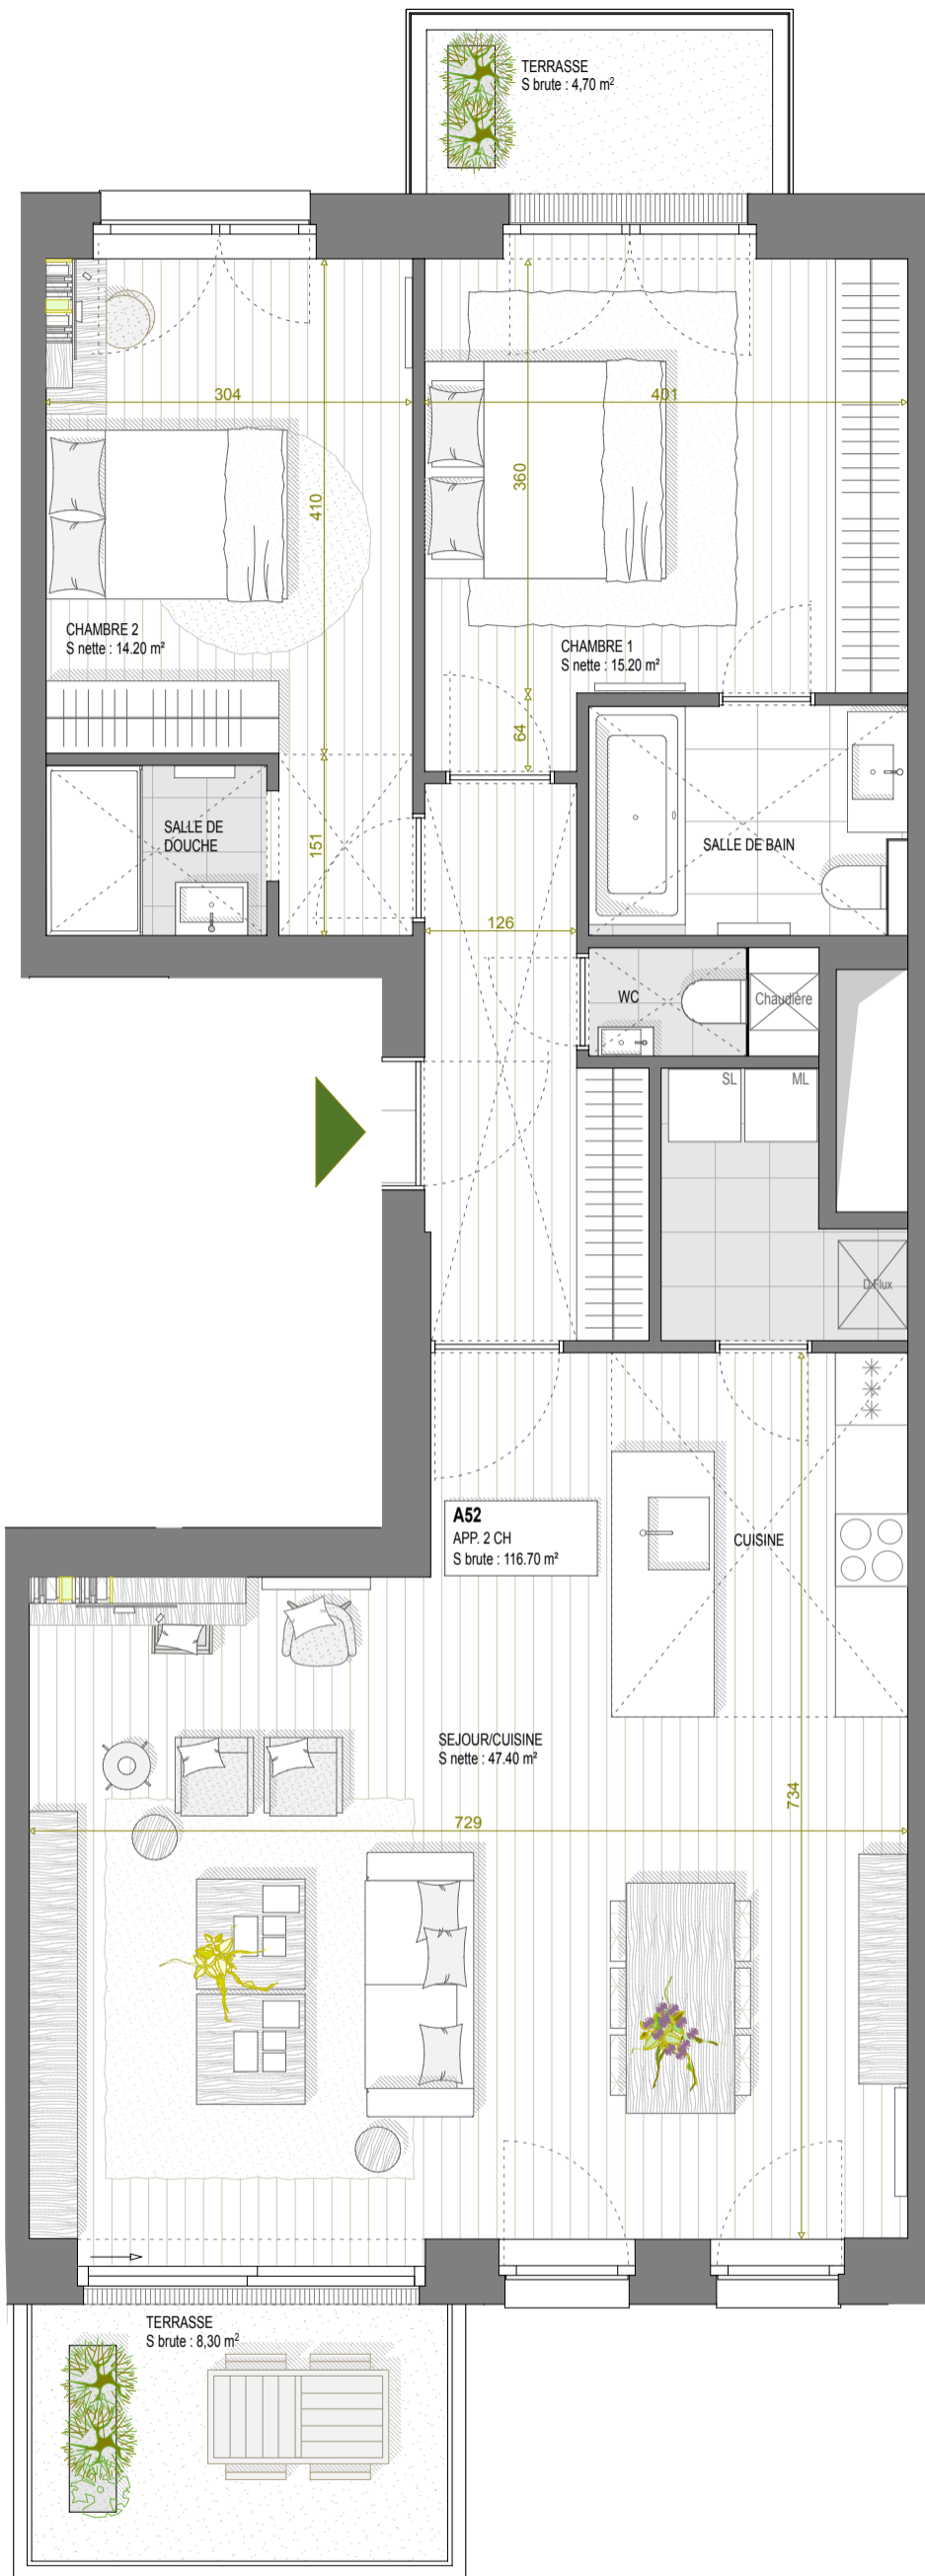 TERRASSE
S brute : 4,70 m²
304
401
360
410
CHAMBRE 2
S nette : 14.20 m²
CHAMBRE 1
S nette : 15.20 m²
64
151
SALLE DE
DOUCHE
SALLE DE BAIN
126
WC
Chaudière
SL
ML
D.Flux
A52
APP. 2 CH
S brute : 116.70 m²
CUISINE
SEJOUR/CUISINE
S nette : 47.40 m²
734
729
TERRASSE
S brute : 8,30 m²